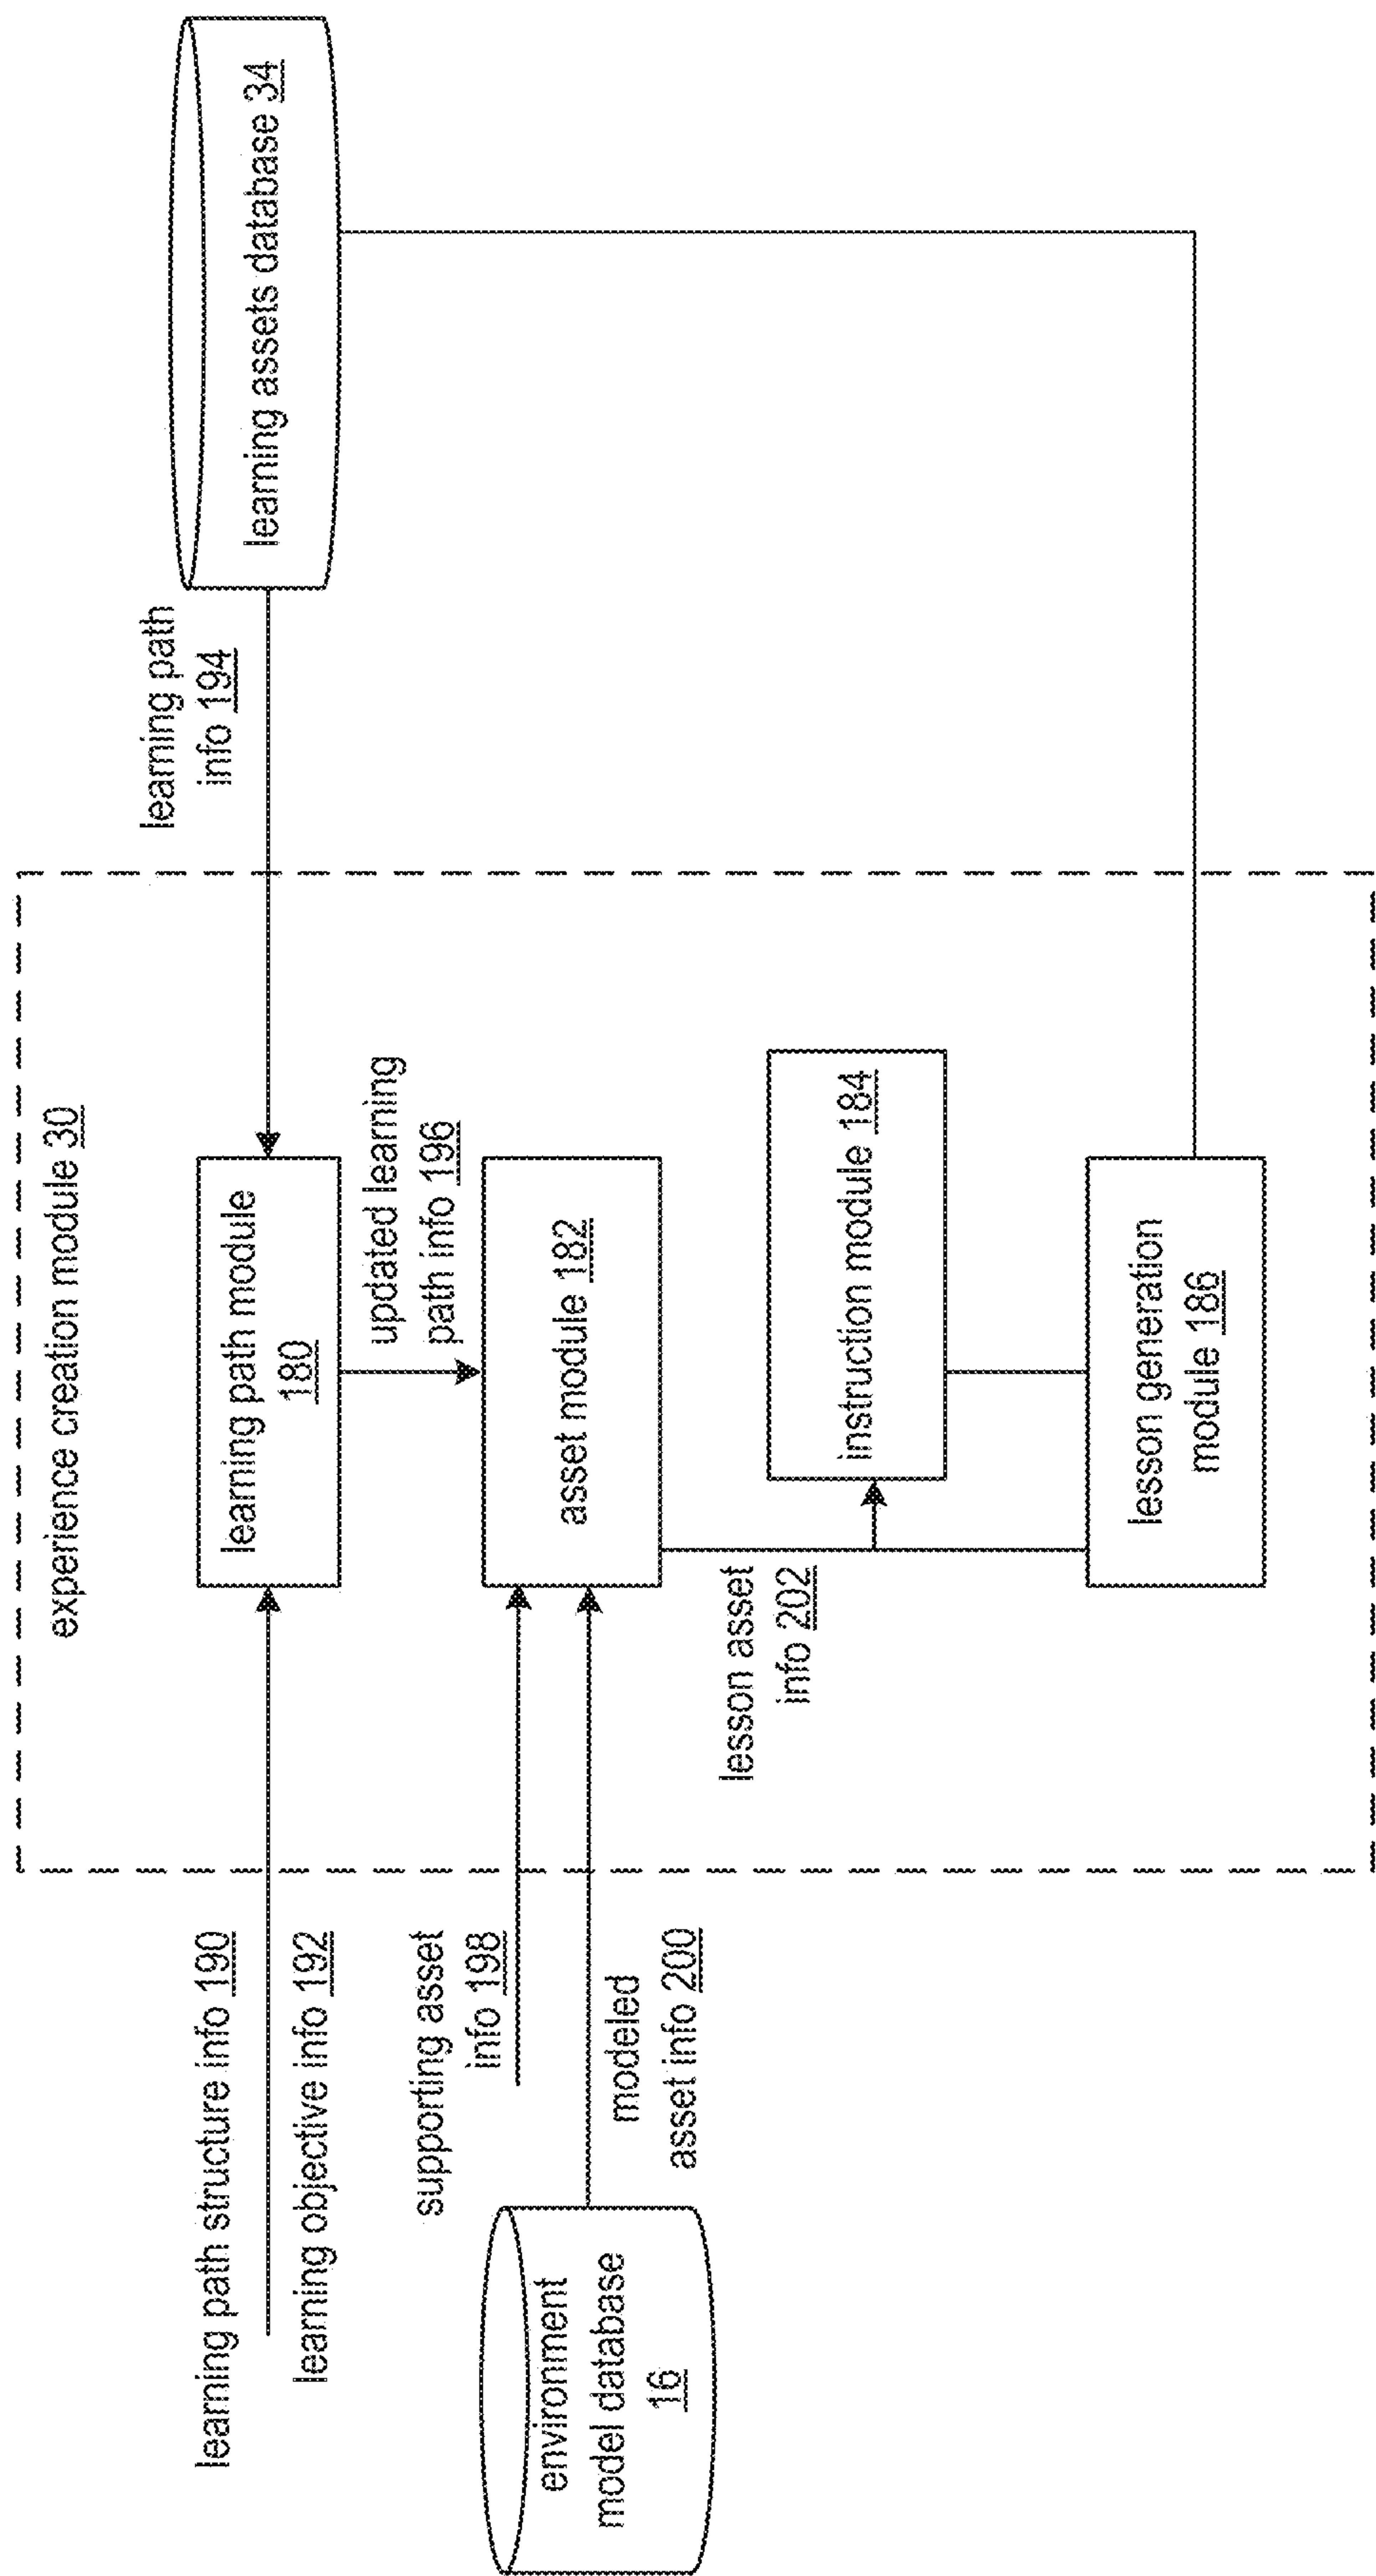 experience creation module 30
learning path structure info 190
learning objective info 192
learning path module
180
learning path
info 194
learning assets database 34
updated learning
path info 196
supporting asset
info 198
asset module 182
environment
model database
16
modeled
asset info 200
lesson asset
info 202
instruction module 184
lesson generation
module 186